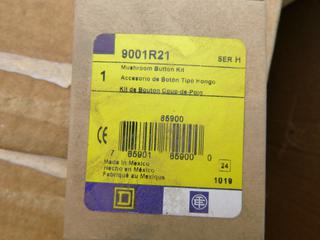 9001R21 SER H
1 Mushroom Button Kit
Accesorio de Botón Tipo Hongo
Kit de Bouton Coup-de-Poin
85900
CE
7 85901 85900 0
24
Made in Mexico
Hecho en México
Fabriqué au Mexique
1019
D